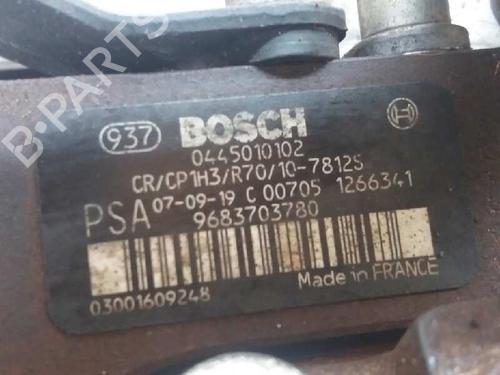 B-PARTS
937 BOSCH
0445010102
CR/CP1H3/R70/10-7812S
PSA 07-09-19 C 00705 1266341
9683703780
03001609248 Made in FRANCE